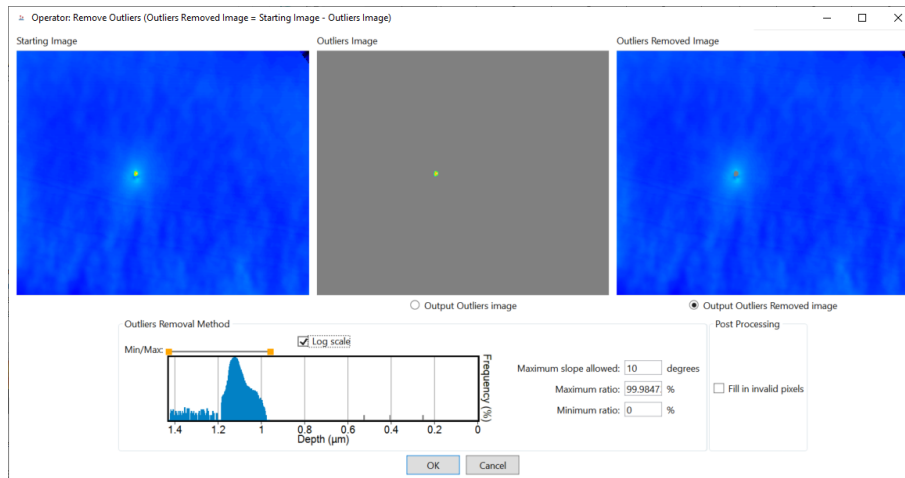 Operator: Remove Outliers (Outliers Removed Image = Starting Image - Outliers Image)
Starting Image
Outliers Image
Outliers Removed Image
Output Outliers image
Output Outliers Removed image
Outliers Removal Method
Min/Max:
Log scale
Frequency (%)
1.4 1.2 1 0.8 0.6 0.4 0.2 0
Depth (µm)
Maximum slope allowed: 10 degrees
Maximum ratio: 99.9847 %
Minimum ratio: 0 %
Post Processing
Fill in invalid pixels
OK
Cancel